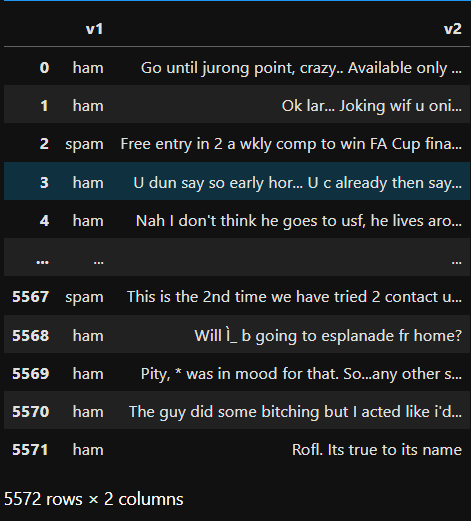 v1 v2
0 ham Go until jurong point, crazy.. Available only ...
1 ham Ok lar... Joking wif u oni...
2 spam Free entry in 2 a wkly comp to win FA Cup fina...
3 ham U dun say so early hor... U c already then say...
4 ham Nah I don't think he goes to usf, he lives aro...
... ... ...
5567 spam This is the 2nd time we have tried 2 contact u...
5568 ham Will Ì_ b going to esplanade fr home?
5569 ham Pity, * was in mood for that. So...any other s...
5570 ham The guy did some bitching but I acted like i'd...
5571 ham Rofl. Its true to its name
5572 rows × 2 columns